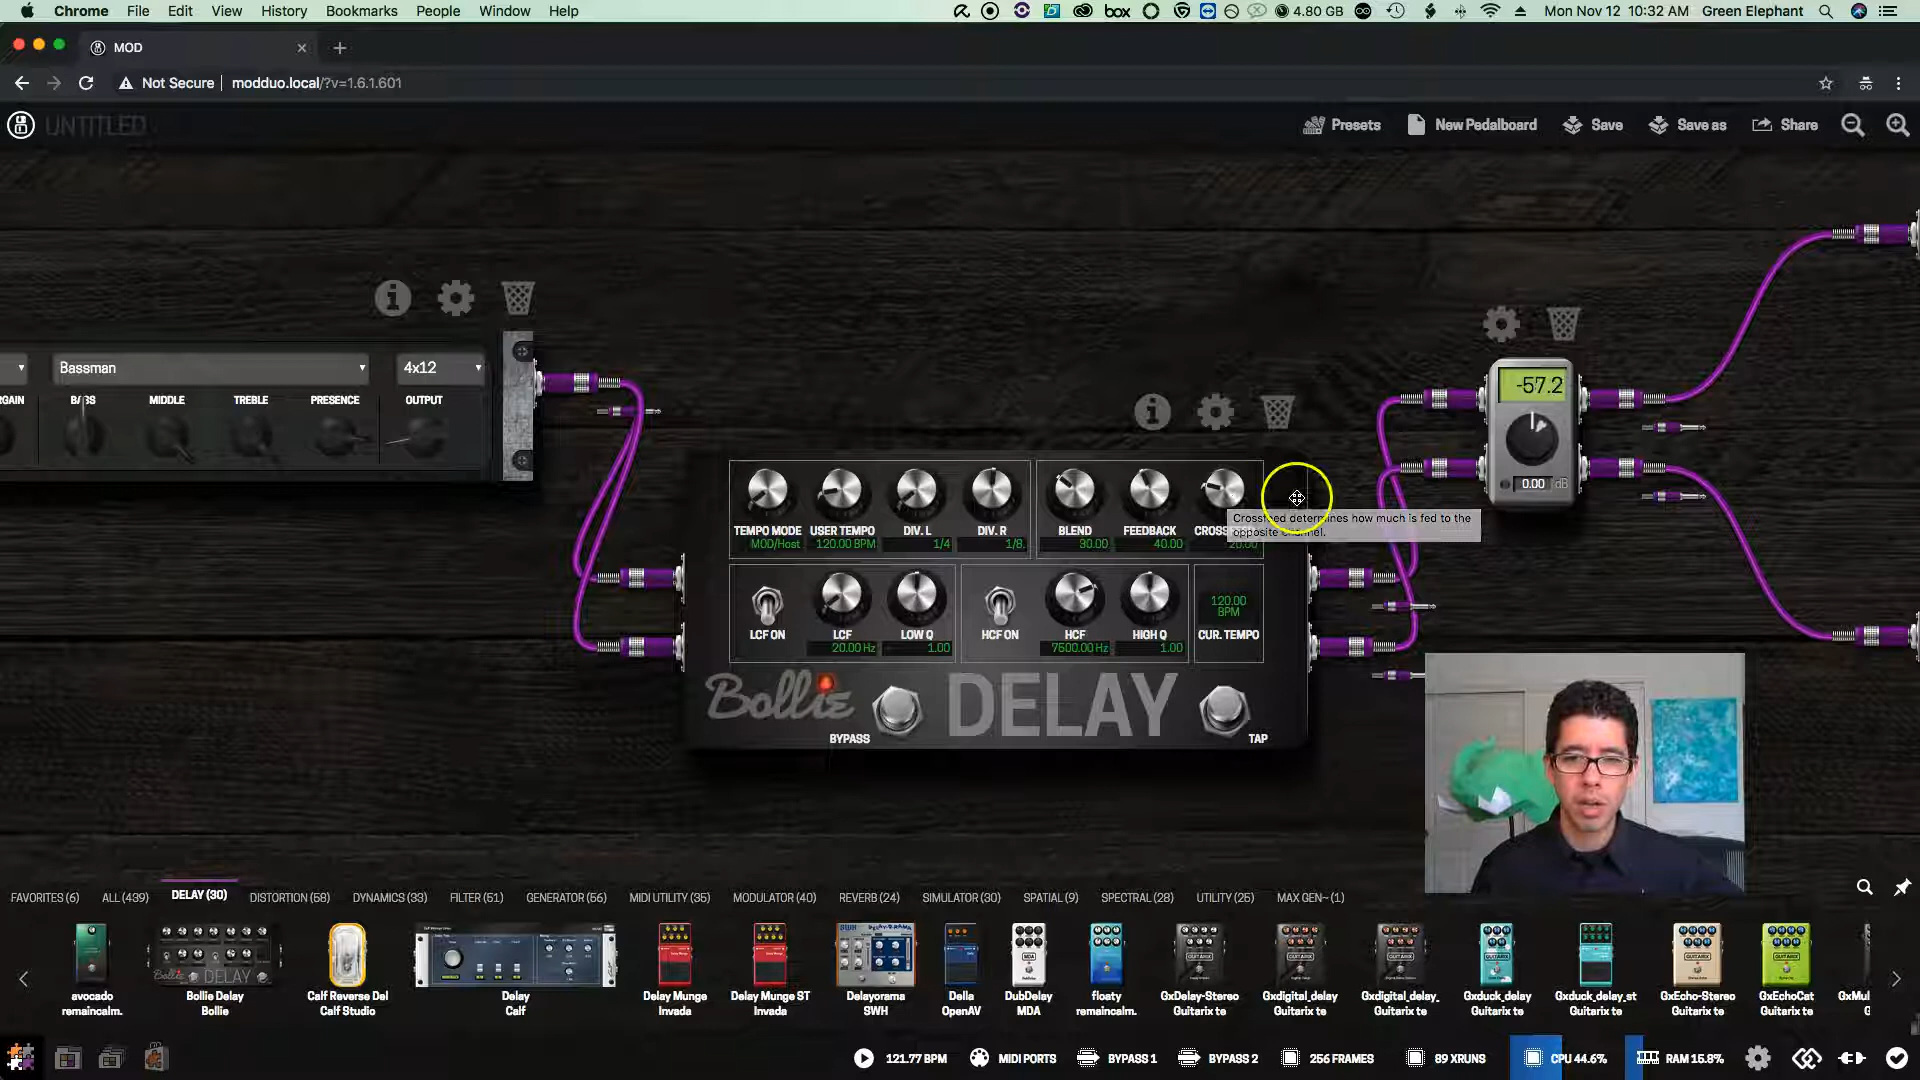 Chrome File Edit View History Bookmarks People Window Help
box 4.80 GB Mon Nov 12 10:32 AM Green Elephant
MOD
Not Secure modduo.local/?v=1.6.1.601
UNTITLED
Presets New Pedalboard Save Save as Share
Bassman 4x12
GAIN BASS MIDDLE TREBLE PRESENCE OUTPUT
-57.2
0.00 dB
TEMPO MODE USER TEMPO DIV. L DIV. R BLEND FEEDBACK
MOD/Host 120.00 BPM 1/4 1/8. 30.00 40.00 20.00
Crossfeed determines how much is fed to the
opposite channel.
120.00
BPM
LCF ON LCF LOW Q HCF ON HCF HIGH Q CUR. TEMPO
20.00 Hz 1.00 7500.00 Hz 1.00
Bollie DELAY
BYPASS TAP
FAVORITES (6) ALL (439) DELAY (30) DISTORTION (58) DYNAMICS (33) FILTER (51) GENERATOR (56) MIDI UTILITY (35) MODULATOR (40) REVERB (24) SIMULATOR (30) SPATIAL (9) SPECTRAL (28) UTILITY (25) MAX GEN~ (1)
avocado Bollie Delay Calf Reverse Del Delay Delay Munge Delay Munge ST Delayorama Della DubDelay floaty GxDelay-Stereo Gxdigital_delay Gxdigital_delay_ Gxduck_delay Gxduck_delay_st GxEcho-Stereo GxEchoCat GxMul
remaincalm. Bollie Calf Studio Calf Invada Invada SWH OpenAV MDA remaincalm. Guitarix te Guitarix te Guitarix te Guitarix te Guitarix te Guitarix te Guitarix te
121.77 BPM MIDI PORTS BYPASS 1 BYPASS 2 256 FRAMES 89 XRUNS CPU 44.6% RAM 15.8%